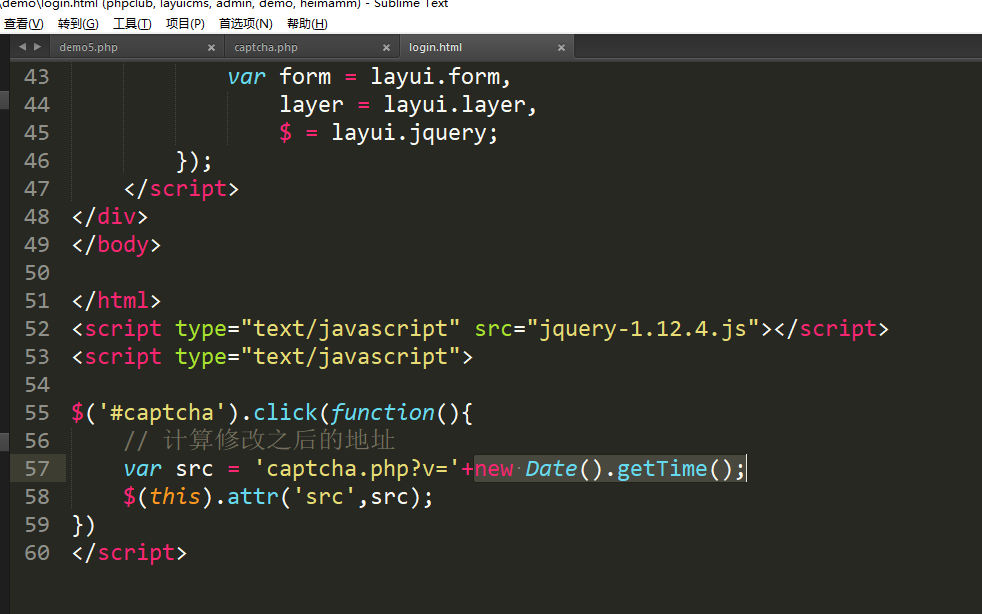 \demo\login.html (phpclub, layuicms, admin, demo, heimamm) - Sublime Text
查看(V) 转到(G) 工具(T) 项目(P) 首选项(N) 帮助(H)
demo5.php × captcha.php × login.html ×
43 var form = layui.form,
44 layer = layui.layer,
45 $ = layui.jquery;
46 });
47 </script>
48 </div>
49 </body>
50
51 </html>
52 <script type="text/javascript" src="jquery-1.12.4.js"></script>
53 <script type="text/javascript">
54
55 $('#captcha').click(function(){
56 // 计算修改之后的地址
57 var src = 'captcha.php?v='+new Date().getTime();
58 $(this).attr('src',src);
59 })
60 </script>